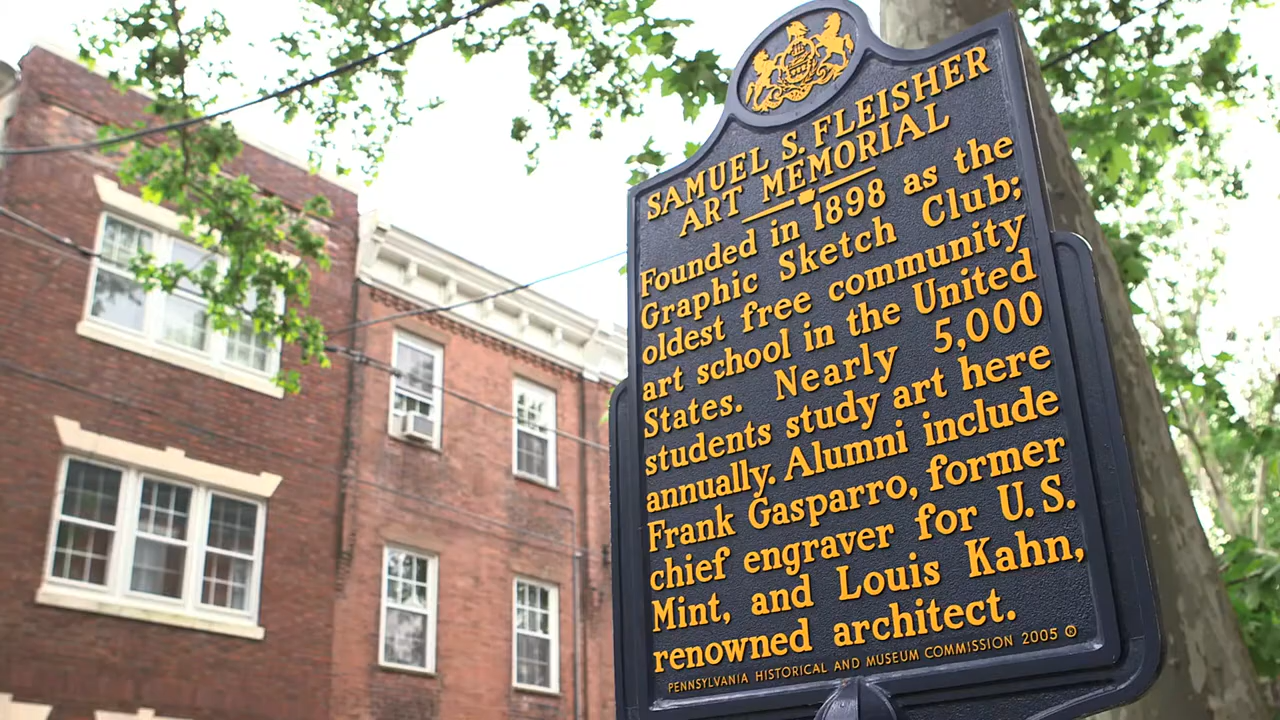 SAMUEL S. FLEISHER
ART MEMORIAL
Founded in 1898 as the
Graphic Sketch Club;
oldest free community
art school in the United
States. Nearly 5,000
students study art here
annually. Alumni include
Frank Gasparro, former
chief engraver for U.S.
Mint, and Louis Kahn,
renowned architect.
PENNSYLVANIA HISTORICAL AND MUSEUM COMMISSION 2005 ©